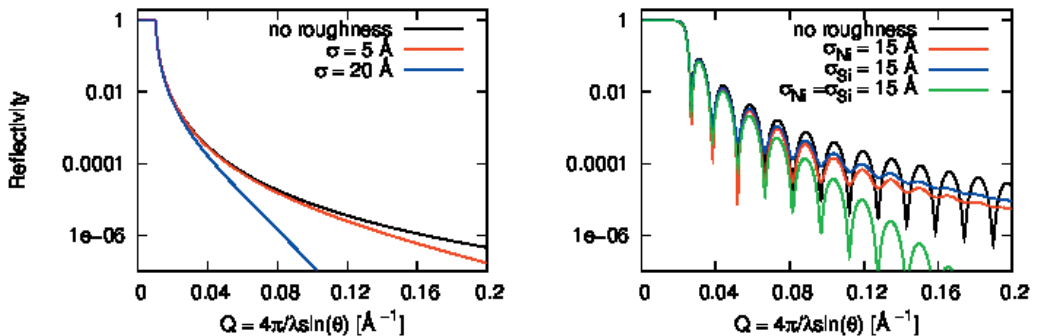 no roughness
σ = 5 Å
σ = 20 Å
1
0.01
0.0001
1e-06
Reflectivity
0
0.04
0.08
0.12
0.16
0.2
Q = 4π/λsin(θ) [Å⁻¹]
no roughness
σNi = 15 Å
σSi = 15 Å
σNi =σSi = 15 Å
1
0.01
0.0001
1e-06
0
0.04
0.08
0.12
0.16
0.2
Q = 4π/λsin(θ) [Å⁻¹]